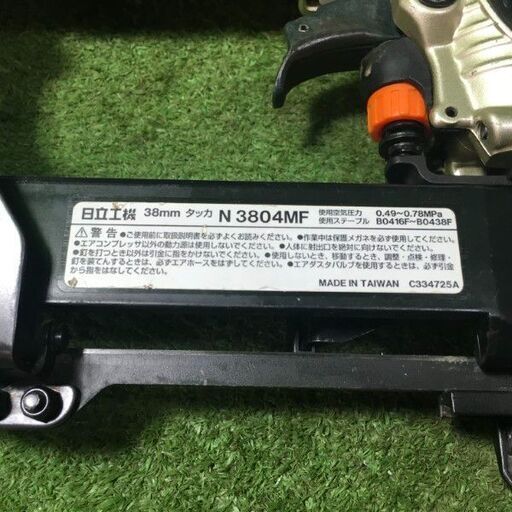 日立工機 38mm タッカ N 3804MF 使用空気圧力 0.49~0.78MPa
使用ステープル B0416F~B0438F
⚠警告 ●ご使用前に取扱説明書を必ずよくお読みください。●作業中は保護メガネを必ず使用してください。
●エアコンプレッサ以外の動力源は使用しないでください。●人体に射出口を絶対に向けないでください。
●釘を打つとき以外は引金に指をかけないでください。●使用しないとき、移動するとき、調整・点検・修理・
釘を装てんするときは、必ずエアホースをはずしてください。●エアダスタバルブを使用するときは、必ず引金
から指をはなしてください。
MADE IN TAIWAN C334725A